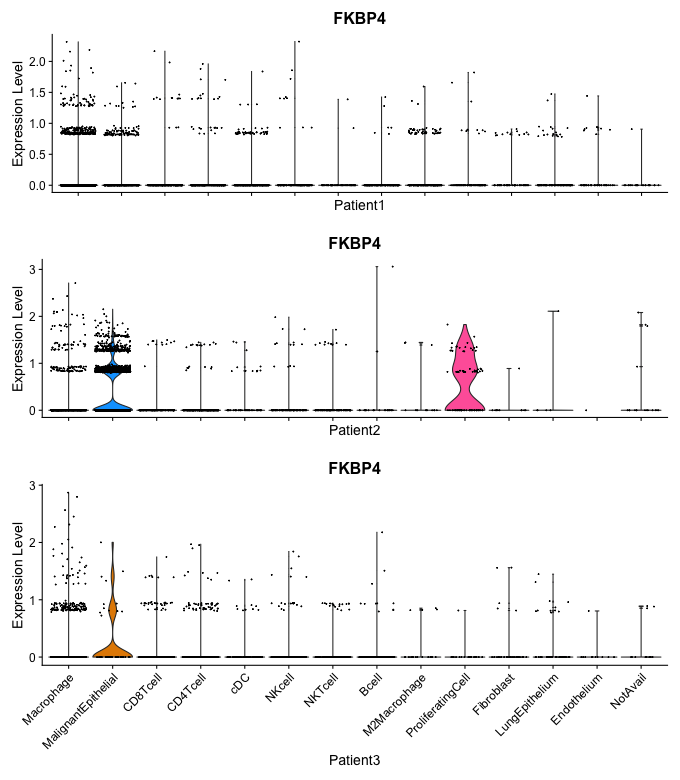 FKBP4
Expression Level
2.0
1.5
1.0
0.5
0.0
Patient1
FKBP4
Expression Level
3
2
1
0
Patient2
FKBP4
Expression Level
3
2
1
0
Macrophage
MalignantEpithelial
CD8Tcell
CD4Tcell
cDC
NKcell
NKTcell
Bcell
M2Macrophage
ProliferatingCell
Fibroblast
LungEpithelium
Endothelium
NotAvail
Patient3